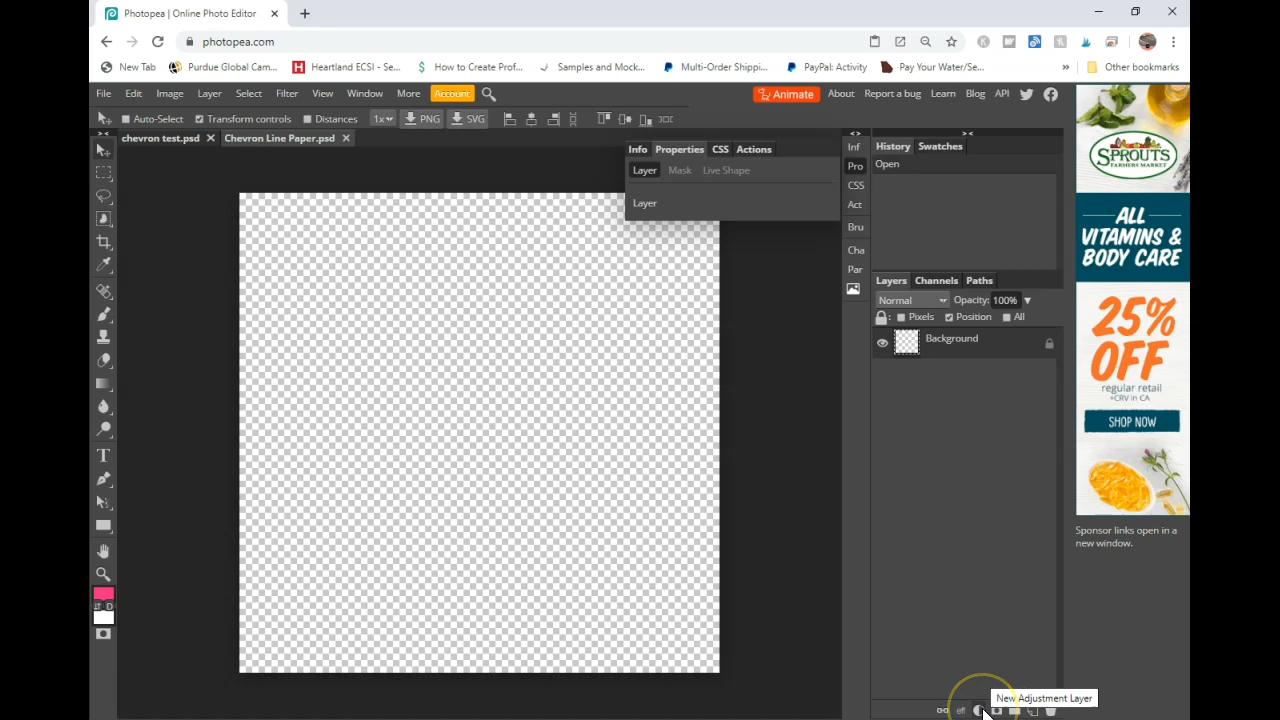 Photopea | Online Photo Editor
photopea.com
New Tab Purdue Global Cam... Heartland ECSI - Se... How to Create Prof... Samples and Mock... Multi-Order Shippi... PayPal: Activity Pay Your Water/Se... » Other bookmarks
File Edit Image Layer Select Filter View Window More Account Animate About Report a bug Learn Blog API
Auto-Select Transform controls Distances 1x PNG SVG
chevron test.psd Chevron Line Paper.psd
Info Properties CSS Actions
Layer Mask Live Shape
Layer
Inf
Pro
CSS
Act
Bru
Cha
Par
History Swatches
Open
Layers Channels Paths
Normal Opacity: 100%
Pixels Position All
Background
New Adjustment Layer
eff
D
SPROUTS
FARMERS MARKET
ALL
VITAMINS &
BODY CARE
25%
OFF
regular retail
+CRV in CA
SHOP NOW
Sponsor links open in a
new window.